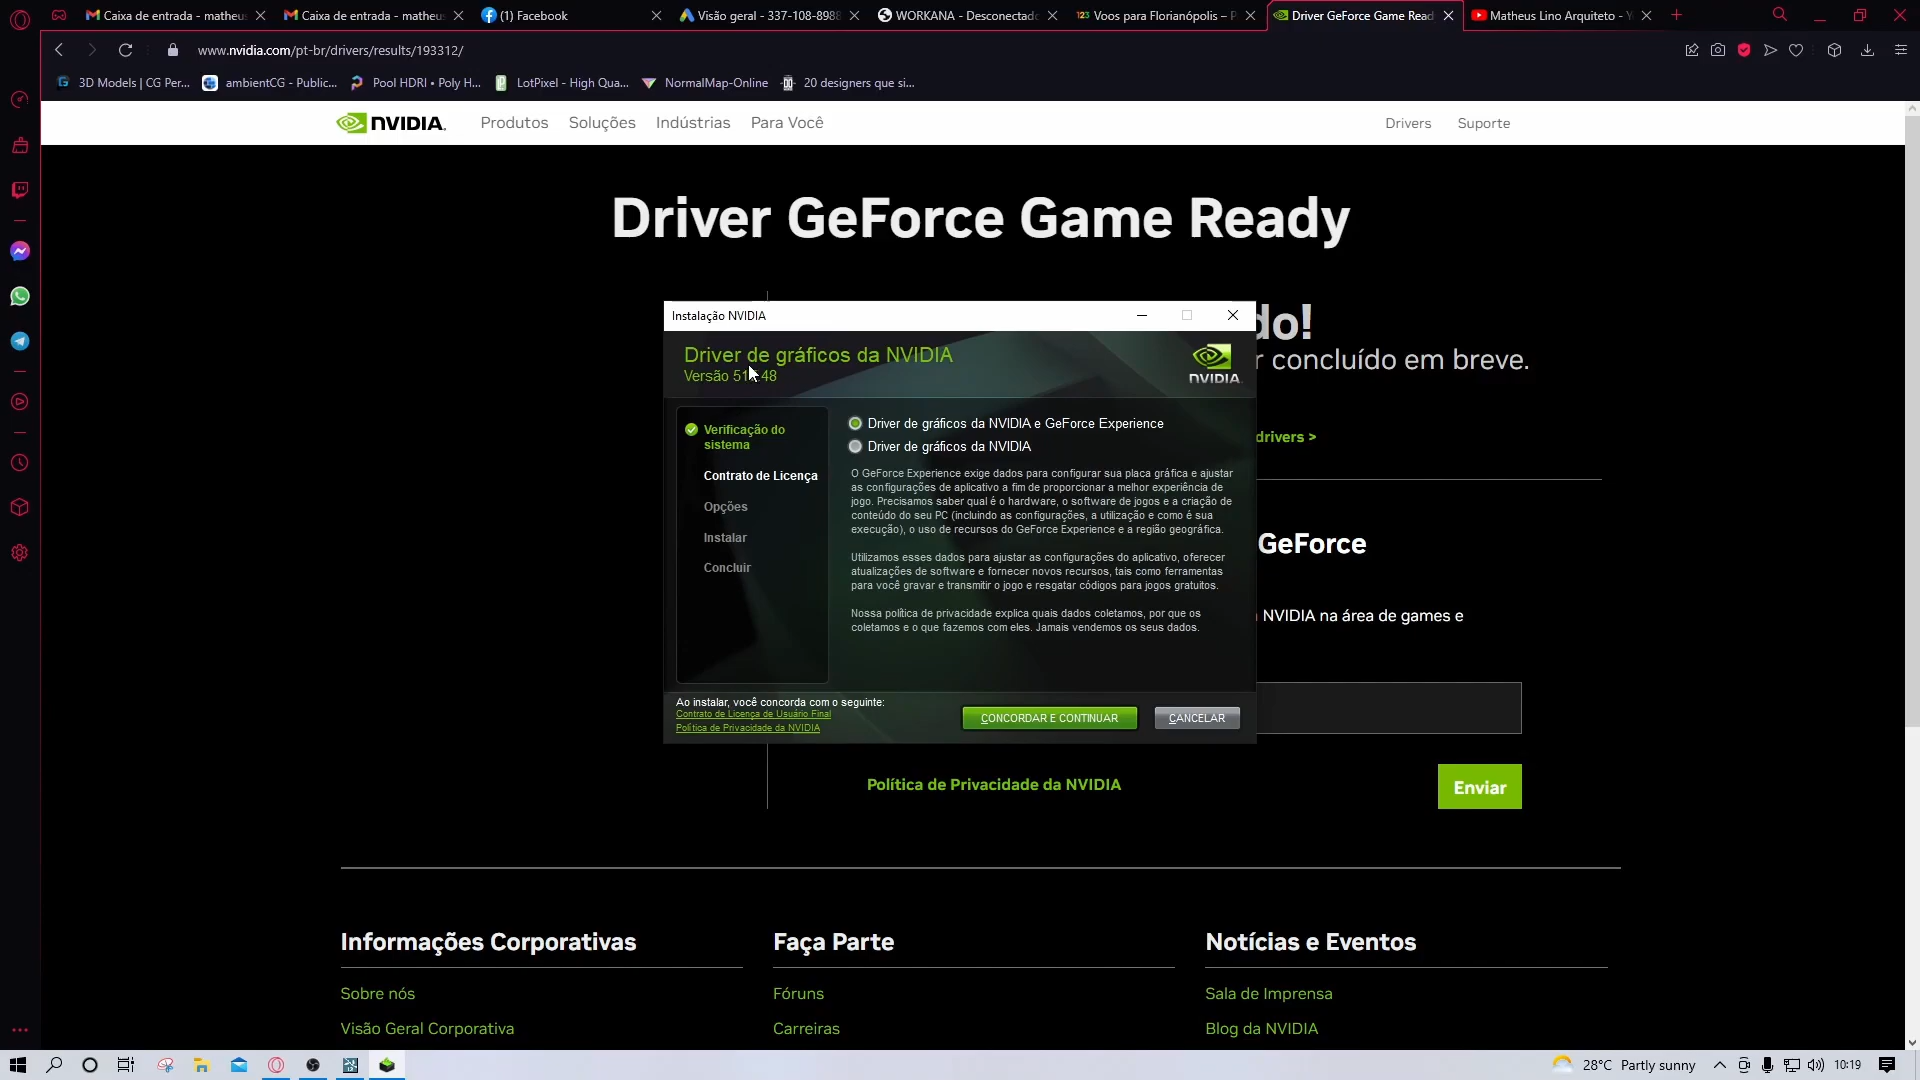 Caixa de entrada - matheus
Caixa de entrada - matheus
(1) Facebook
Visão geral - 337-108-8988
WORKANA - Desconectado
123
Voos para Florianópolis – P
Driver GeForce Game Read
Matheus Lino Arquiteto - Y
www.nvidia.com/pt-br/drivers/results/193312/
3D Models | CG Per...
ambientCG - Public...
Pool HDRI • Poly H...
LotPixel - High Qua...
NormalMap-Online
20 designers que si...
NVIDIA.
Produtos
Soluções
Indústrias
Para Você
Drivers
Suporte
Driver GeForce Game Ready
do!
r concluído em breve.
drivers >
GeForce
NVIDIA na área de games e
Instalação NVIDIA
Driver de gráficos da NVIDIA
Versão 48
NVIDIA.
Verificação do
sistema
Contrato de Licença
Opções
Instalar
Concluir
Driver de gráficos da NVIDIA e GeForce Experience
Driver de gráficos da NVIDIA
O GeForce Experience exige dados para configurar sua placa gráfica e ajustar
as configurações de aplicativo a fim de proporcionar a melhor experiência de
jogo. Precisamos saber qual é o hardware, o software de jogos e a criação de
conteúdo do seu PC (incluindo as configurações, a utilização e como é sua
execução), o uso de recursos do GeForce Experience e a região geográfica.
Utilizamos esses dados para ajustar as configurações do aplicativo, oferecer
atualizações de software e fornecer novos recursos, tais como ferramentas
para você gravar e transmitir o jogo e resgatar códigos para jogos gratuitos.
Nossa política de privacidade explica quais dados coletamos, por que os
coletamos e o que fazemos com eles. Jamais vendemos os seus dados.
Ao instalar, você concorda com o seguinte:
Contrato de Licença de Usuário Final
Política de Privacidade da NVIDIA
CONCORDAR E CONTINUAR
CANCELAR
Política de Privacidade da NVIDIA
Enviar
Informações Corporativas
Faça Parte
Notícias e Eventos
Sobre nós
Fóruns
Sala de Imprensa
Visão Geral Corporativa
Carreiras
Blog da NVIDIA
28°C Partly sunny
10:19